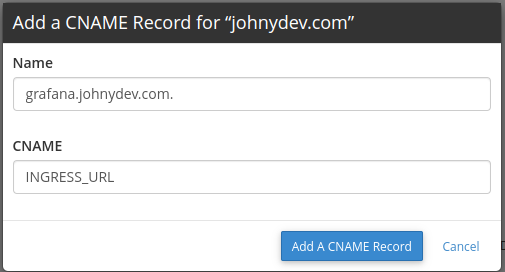 Add a CNAME Record for “johnydev.com”
Name
grafana.johnydev.com.
CNAME
INGRESS_URL
Add A CNAME Record
Cancel